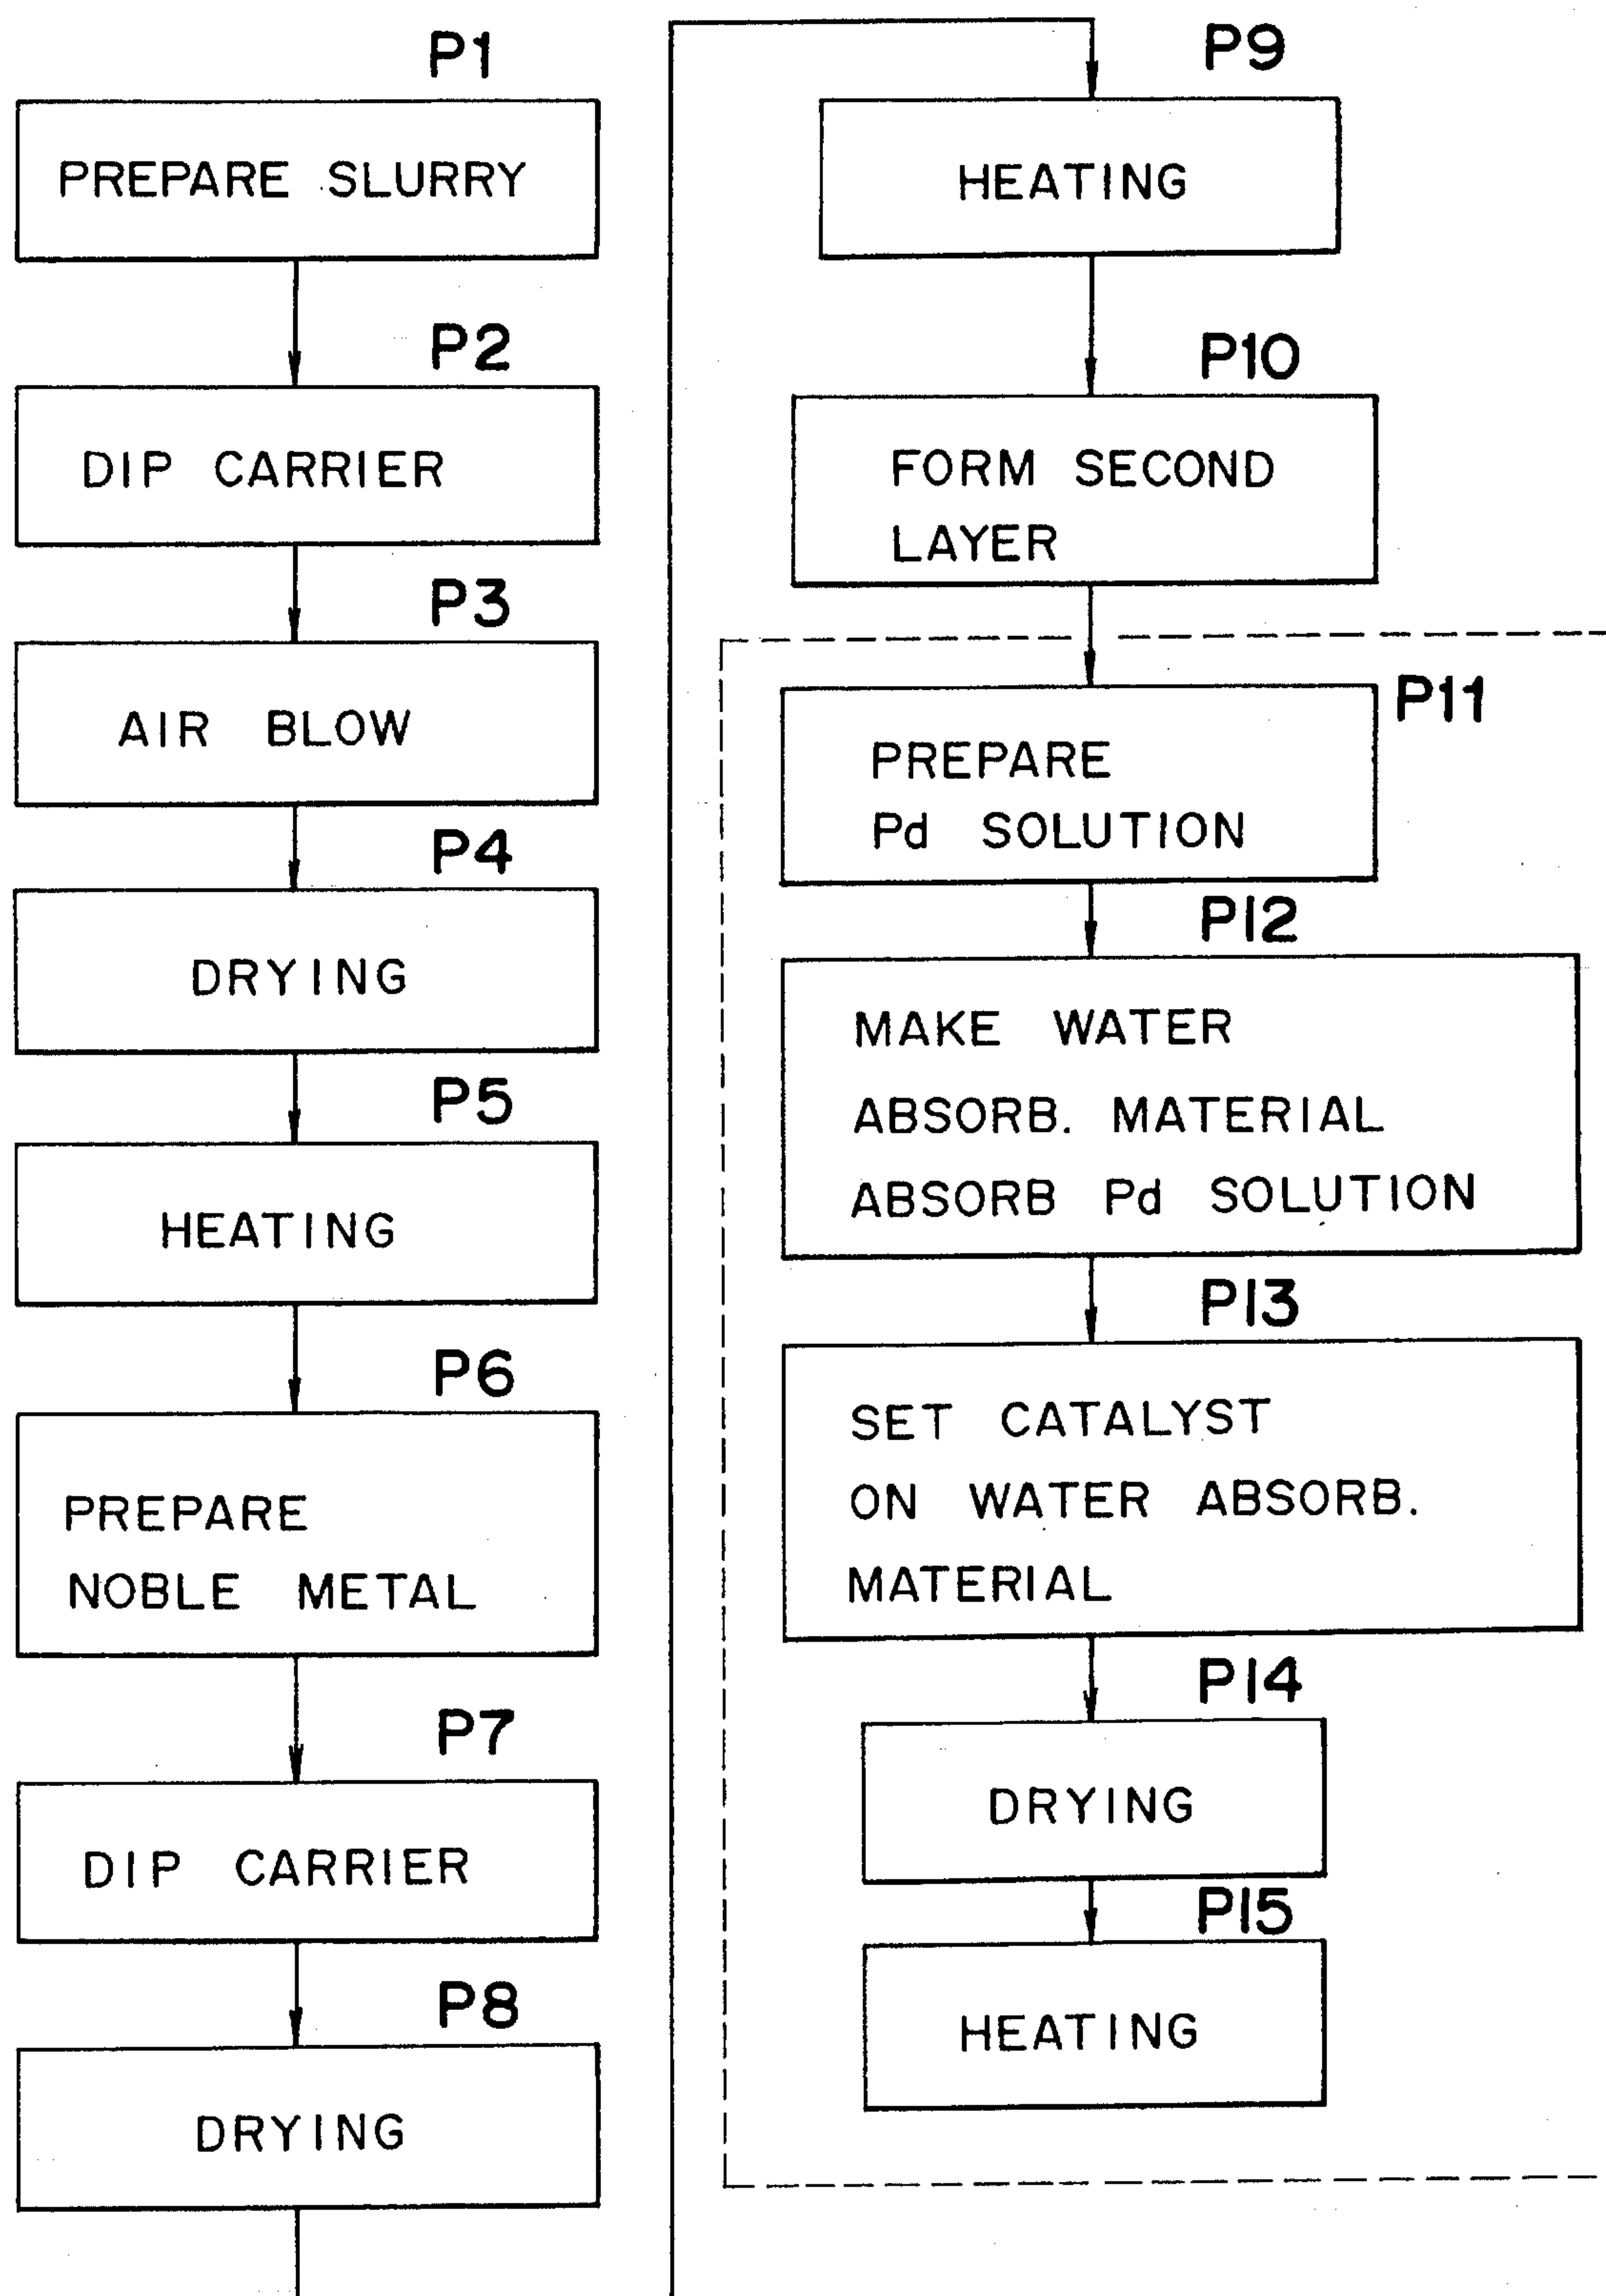 P1
PREPARE SLURRY
P2
DIP CARRIER
P3
AIR BLOW
P4
DRYING
P5
HEATING
P6
PREPARE
NOBLE METAL
P7
DIP CARRIER
P8
DRYING
P9
HEATING
P10
FORM SECOND
LAYER
P11
PREPARE
Pd SOLUTION
P12
MAKE WATER
ABSORB. MATERIAL
ABSORB Pd SOLUTION
P13
SET CATALYST
ON WATER ABSORB.
MATERIAL
P14
DRYING
P15
HEATING